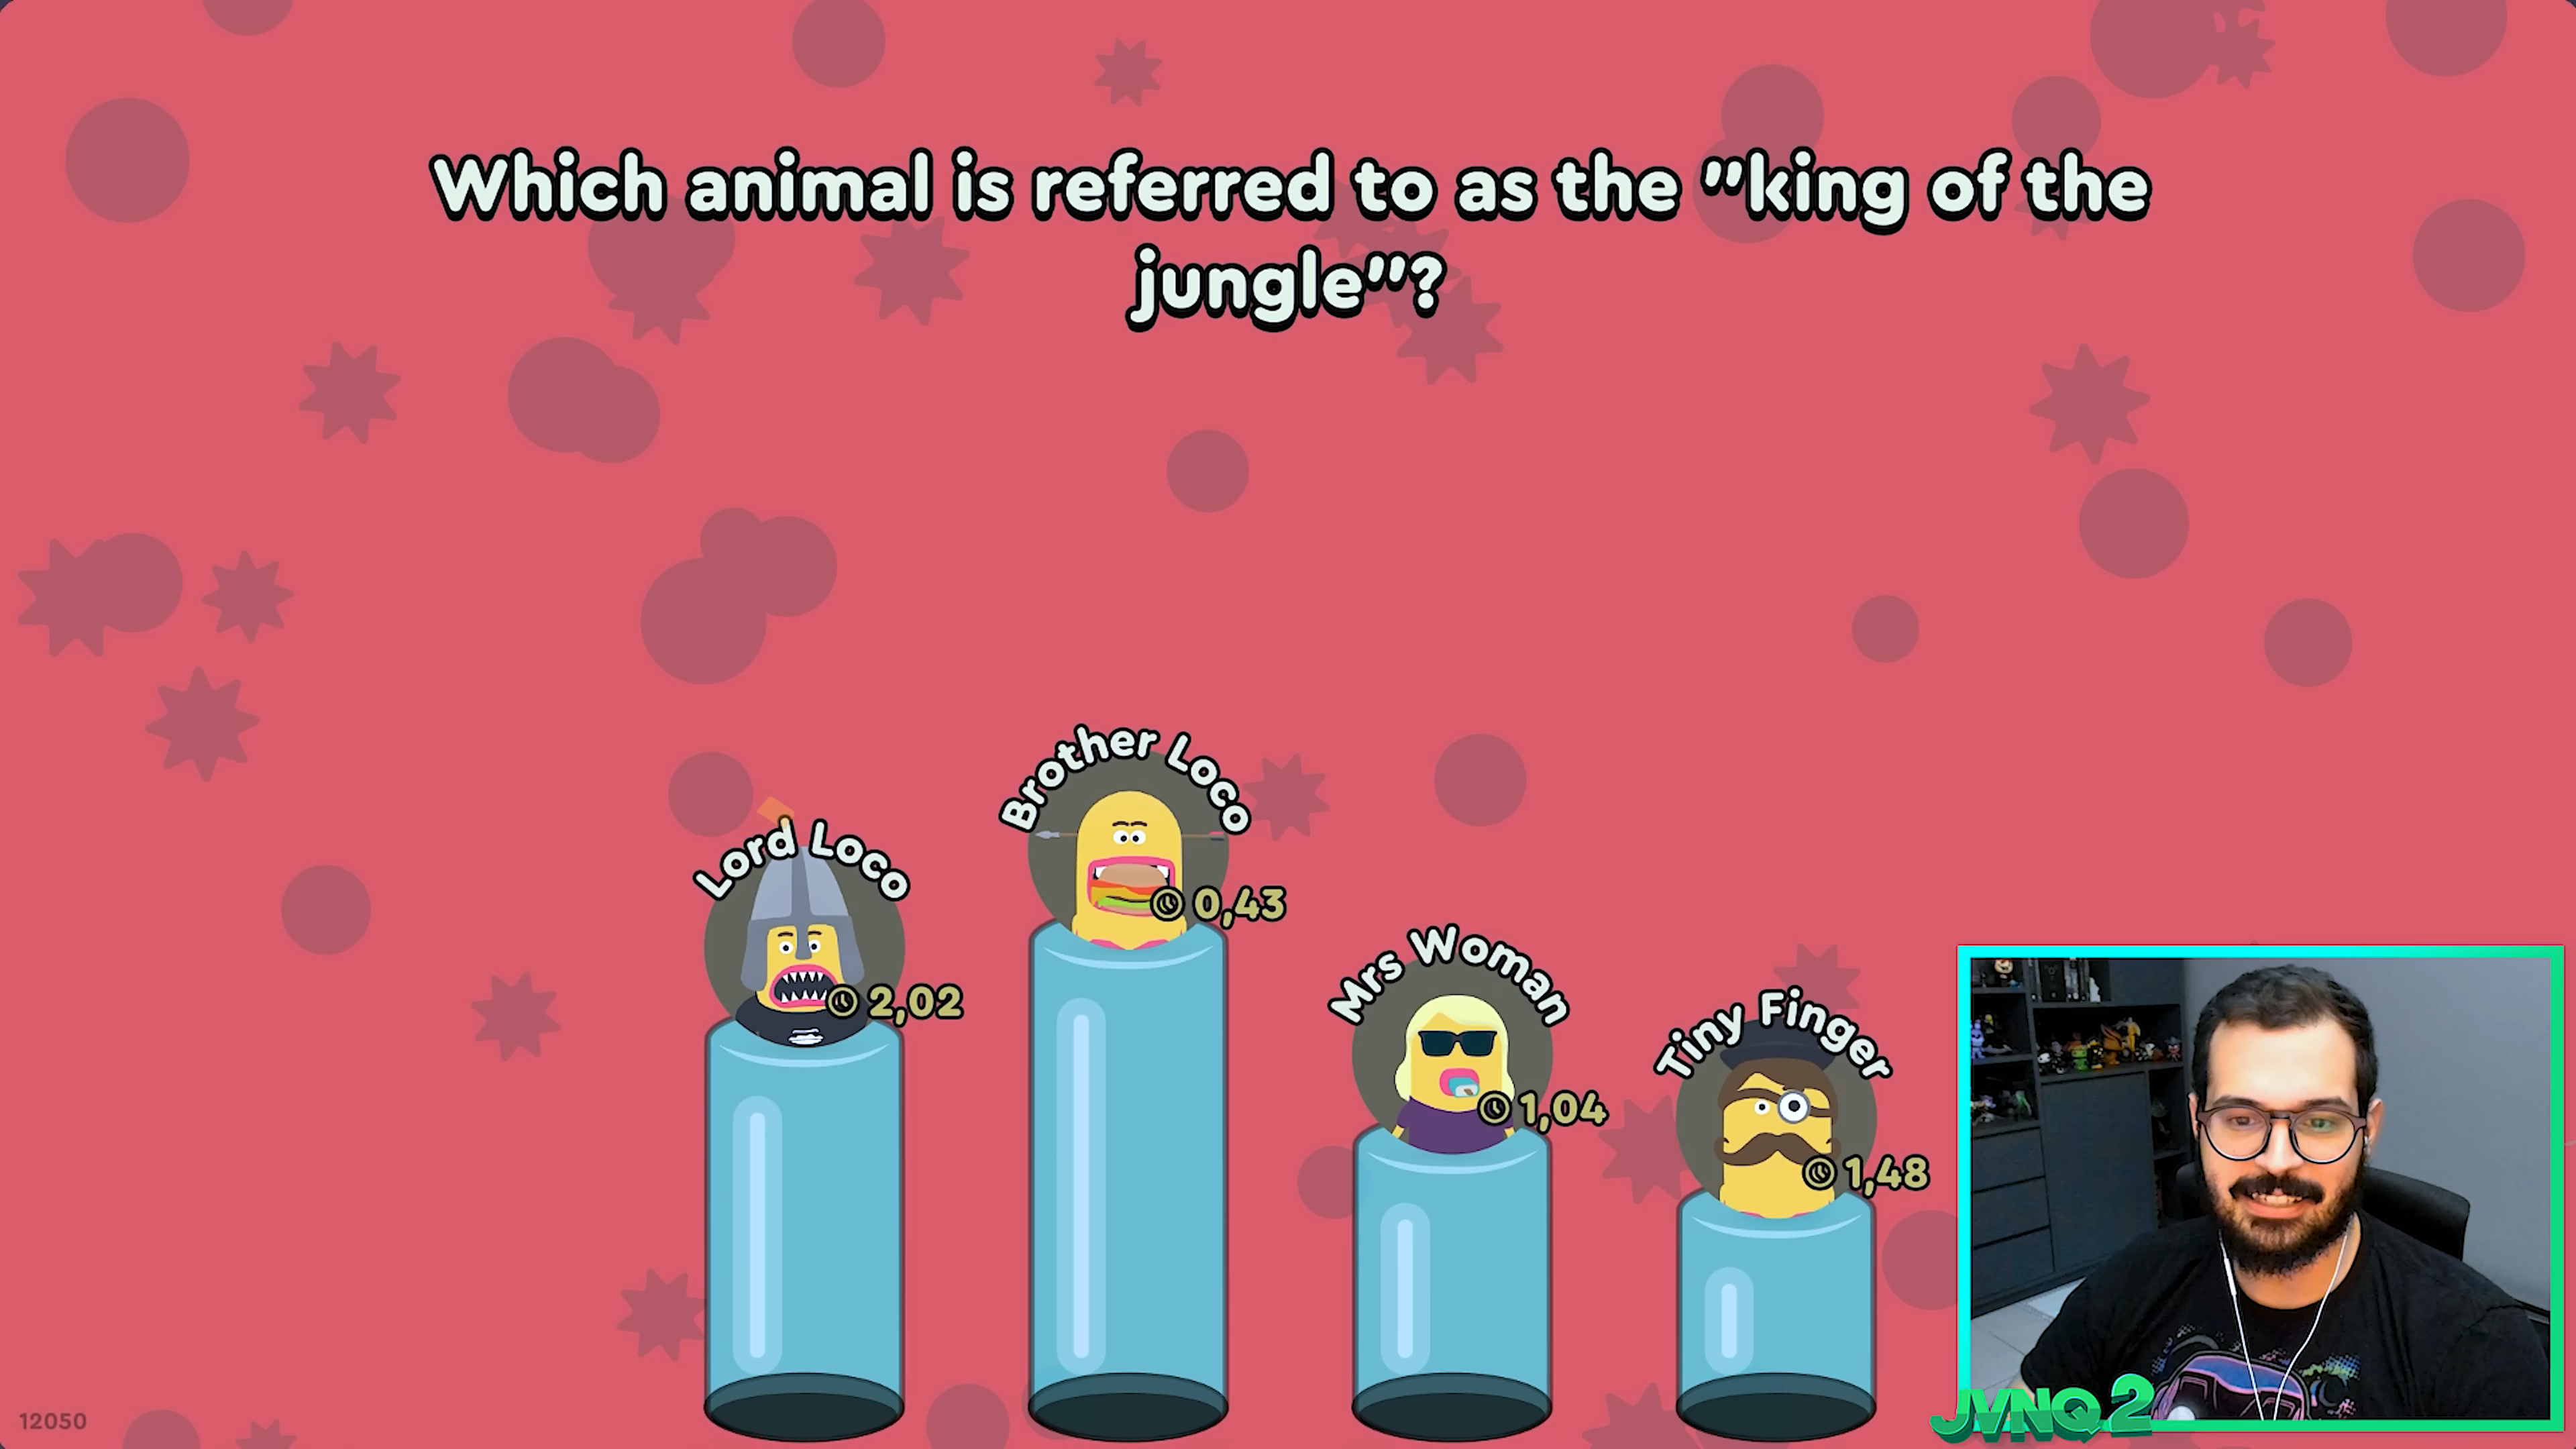 Which animal is referred to as the "king of the
jungle"?
Brother Loco
0,43
Lord Loco
2,02
Mrs Woman
1,04
Tiny Finger
1,48
12050
JVNQ 2